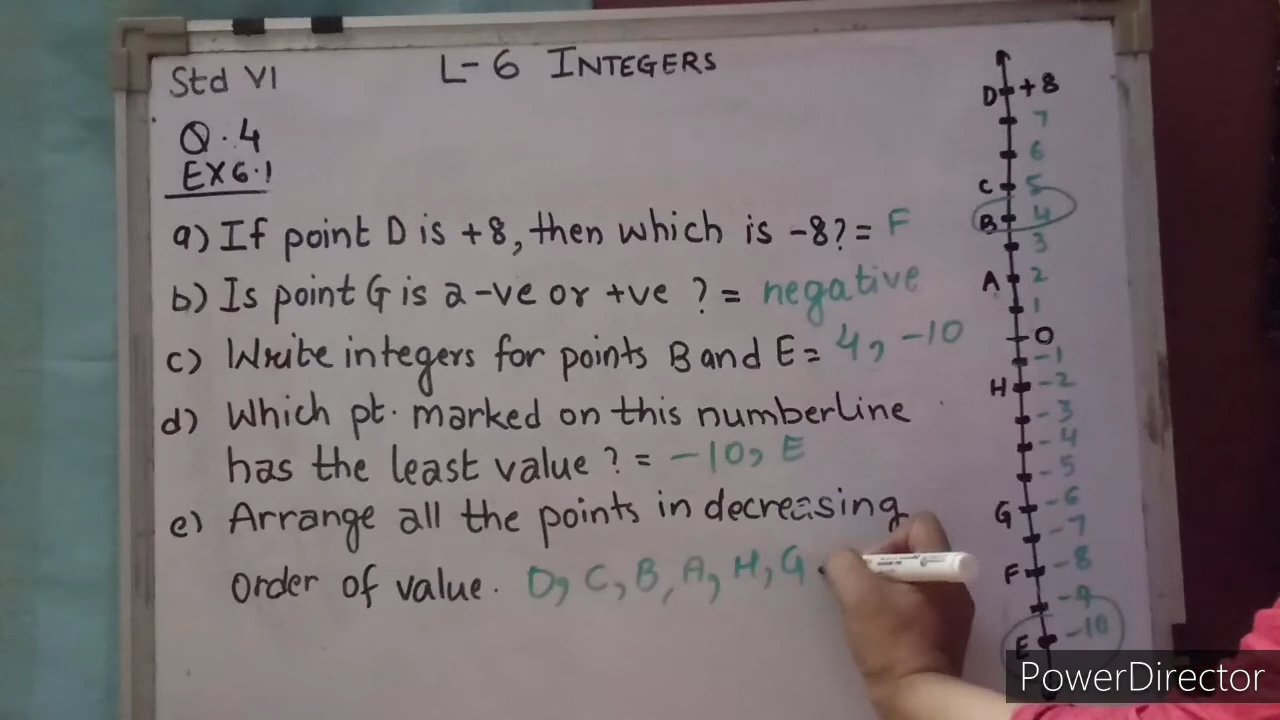 Std VI
L-6 INTEGERS
Q.4
EX 6.1
a) If point D is +8, then which is -8? = F
b) Is point G is a -ve or +ve ? = negative
c) Write integers for points B and E = 4, -10
d) Which pt. marked on this numberline
has the least value ? = -10, E
e) Arrange all the points in decreasing
order of value. D, C, B, A, H, G
D +8
7
6
C 5
B 4
3
A 2
1
0
-1
H -2
-3
-4
-5
G -6
-7
F -8
-9
E -10
PowerDirector